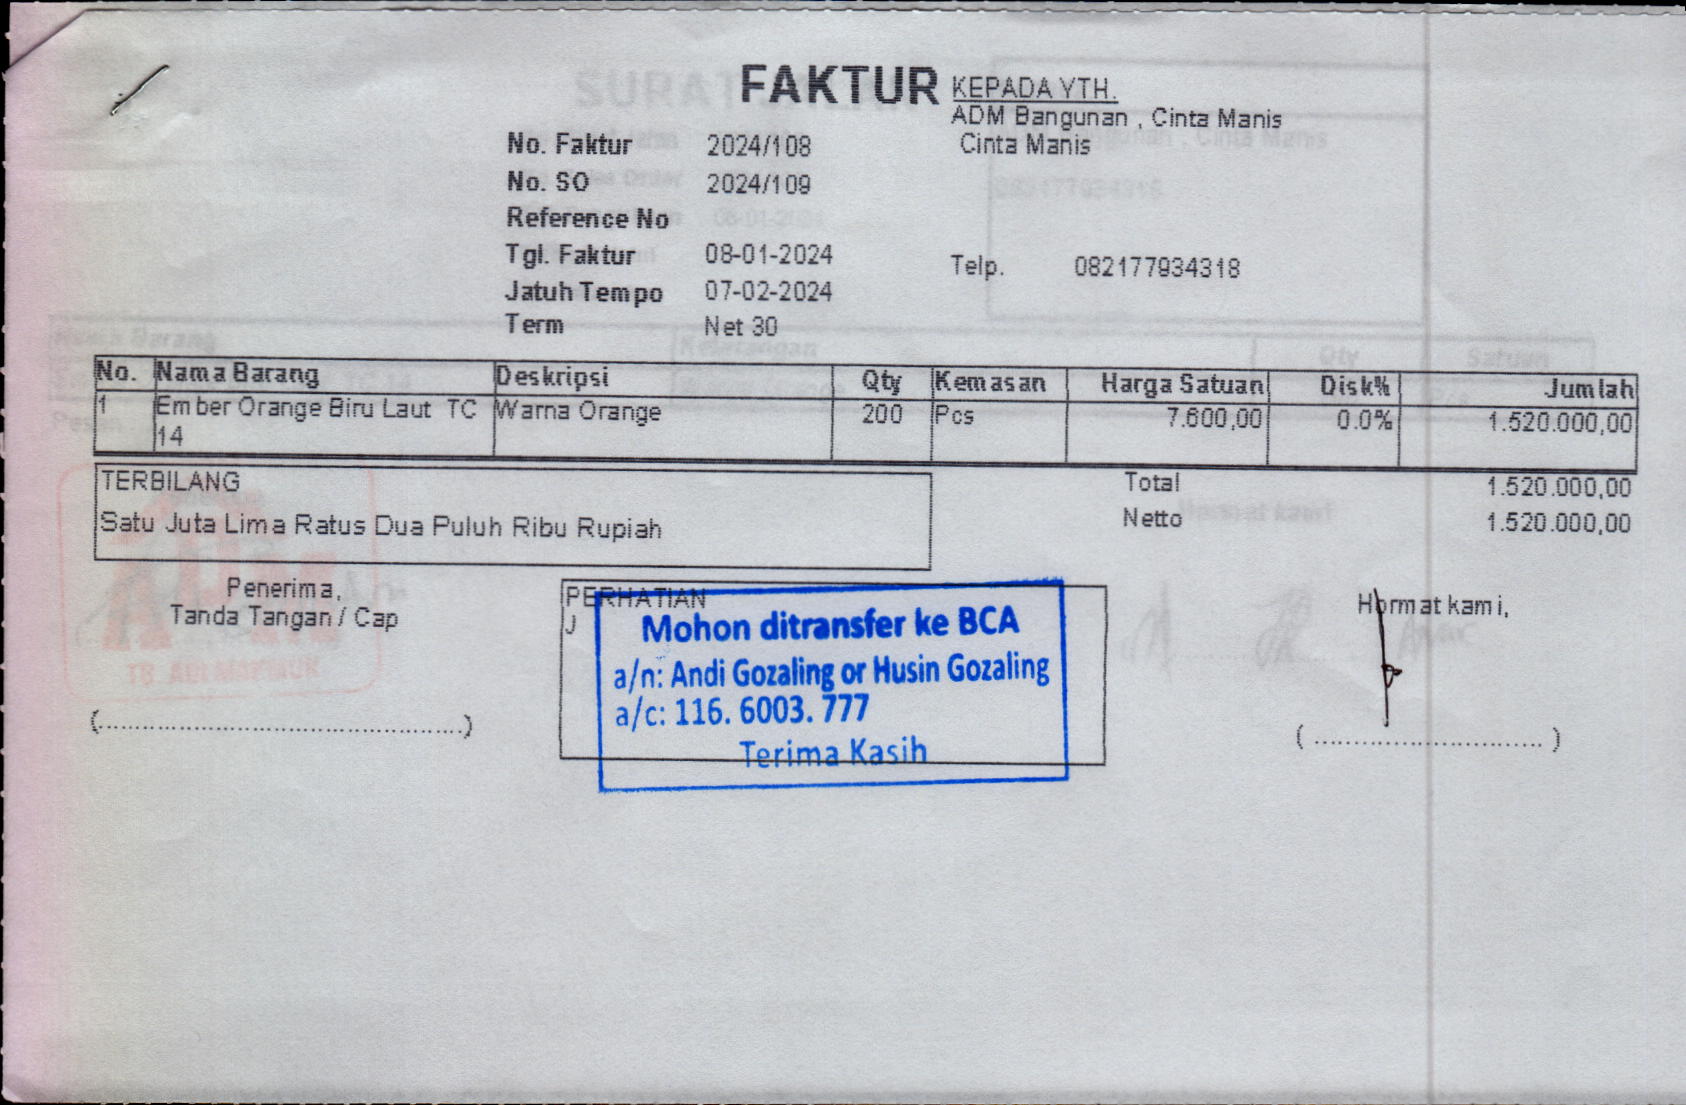 FAKTUR
KEPADA YTH.
ADM Bangunan , Cinta Manis
Cinta Manis
No. Faktur 2024/108
No. SO 2024/109
Reference No
Tgl. Faktur 08-01-2024
Telp. 082177934318
Jatuh Tempo 07-02-2024
Term Net 30
No. Nama Barang Deskripsi Qty Kemasan Harga Satuan Disk% Jumlah
1 Ember Orange Biru Laut TC Warna Orange 200 Pcs 7.600,00 0.0% 1.520.000,00
14
TERBILANG
Total 1.520.000,00
Satu Juta Lima Ratus Dua Puluh Ribu Rupiah
Netto 1.520.000,00
Penerima,
Tanda Tangan / Cap
PERHATIAN
J
Mohon ditransfer ke BCA
a/n: Andi Gozaling or Husin Gozaling
a/c: 116. 6003. 777
Terima Kasih
Hormat kami,